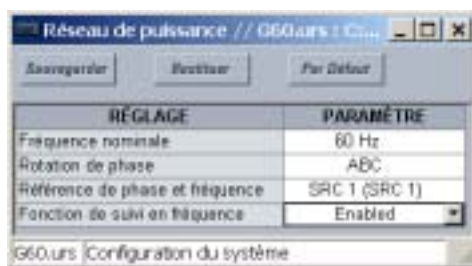 Réseau de puissance // G60.urs : C:...
Sauvegarder Restituer Par Défaut
RÉGLAGE PARAMÈTRE
Fréquence nominale 60 Hz
Rotation de phase ABC
Référence de phase et fréquence SRC 1 (SRC 1)
Fonction de suivi en fréquence Enabled
G60.urs Configuration du système